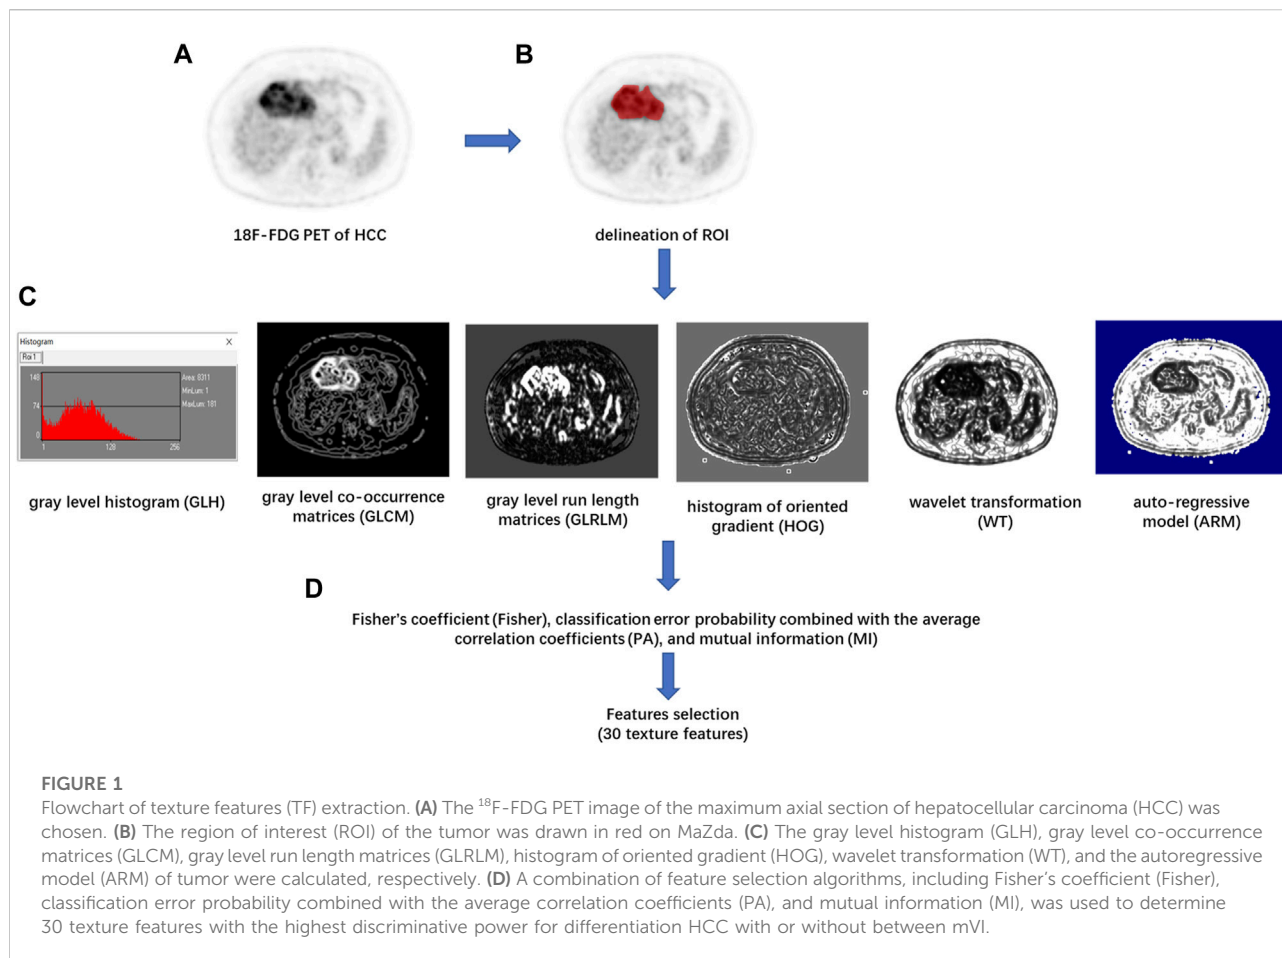 A
B
18F-FDG PET of HCC
delineation of ROI
C
Histogram X
Roi1
148
74
0
1 128 256
Area: 8311
MinLum: 1
MaxLum: 181
gray level histogram (GLH)
gray level co-occurrence
matrices (GLCM)
gray level run length
matrices (GLRLM)
histogram of oriented
gradient (HOG)
wavelet transformation
(WT)
auto-regressive
model (ARM)
D
Fisher's coefficient (Fisher), classification error probability combined with the average
correlation coefficients (PA), and mutual information (MI)
Features selection
(30 texture features)
FIGURE 1
Flowchart of texture features (TF) extraction. (A) The 18F-FDG PET image of the maximum axial section of hepatocellular carcinoma (HCC) was
chosen. (B) The region of interest (ROI) of the tumor was drawn in red on MaZda. (C) The gray level histogram (GLH), gray level co-occurrence
matrices (GLCM), gray level run length matrices (GLRLM), histogram of oriented gradient (HOG), wavelet transformation (WT), and the autoregressive
model (ARM) of tumor were calculated, respectively. (D) A combination of feature selection algorithms, including Fisher's coefficient (Fisher),
classification error probability combined with the average correlation coefficients (PA), and mutual information (MI), was used to determine
30 texture features with the highest discriminative power for differentiation HCC with or without between mVI.